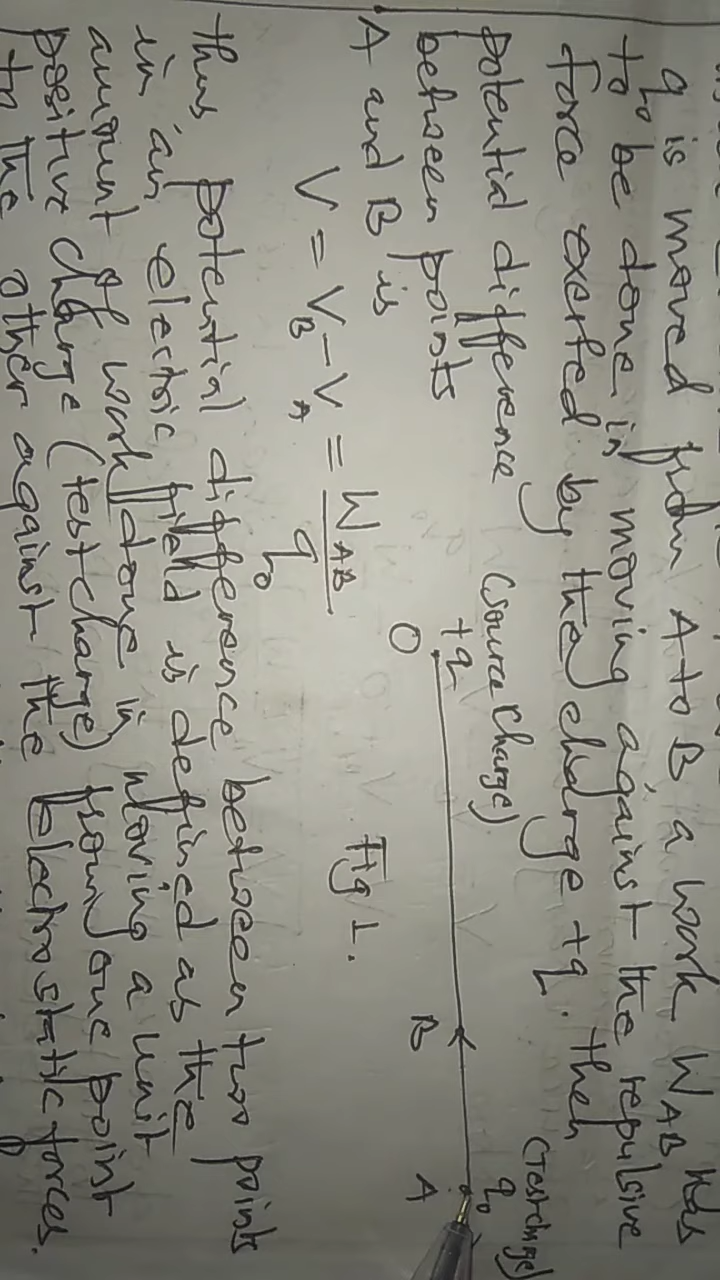 q₀ is moved from A to B a work W_AB has
to be done in moving against the repulsive
force exerted by the charge +q. then
potential difference
between points
A and B is
(source charge)
+q
O
B
A
q₀
(Test charge)
V = V_B - V_A = W_AB / q₀
Fig 1.
thus potential difference between two points
in an electric field is defined as the
amount of work done in moving a unit
positive charge (test charge) from one point
to the other against the electrostatic forces.